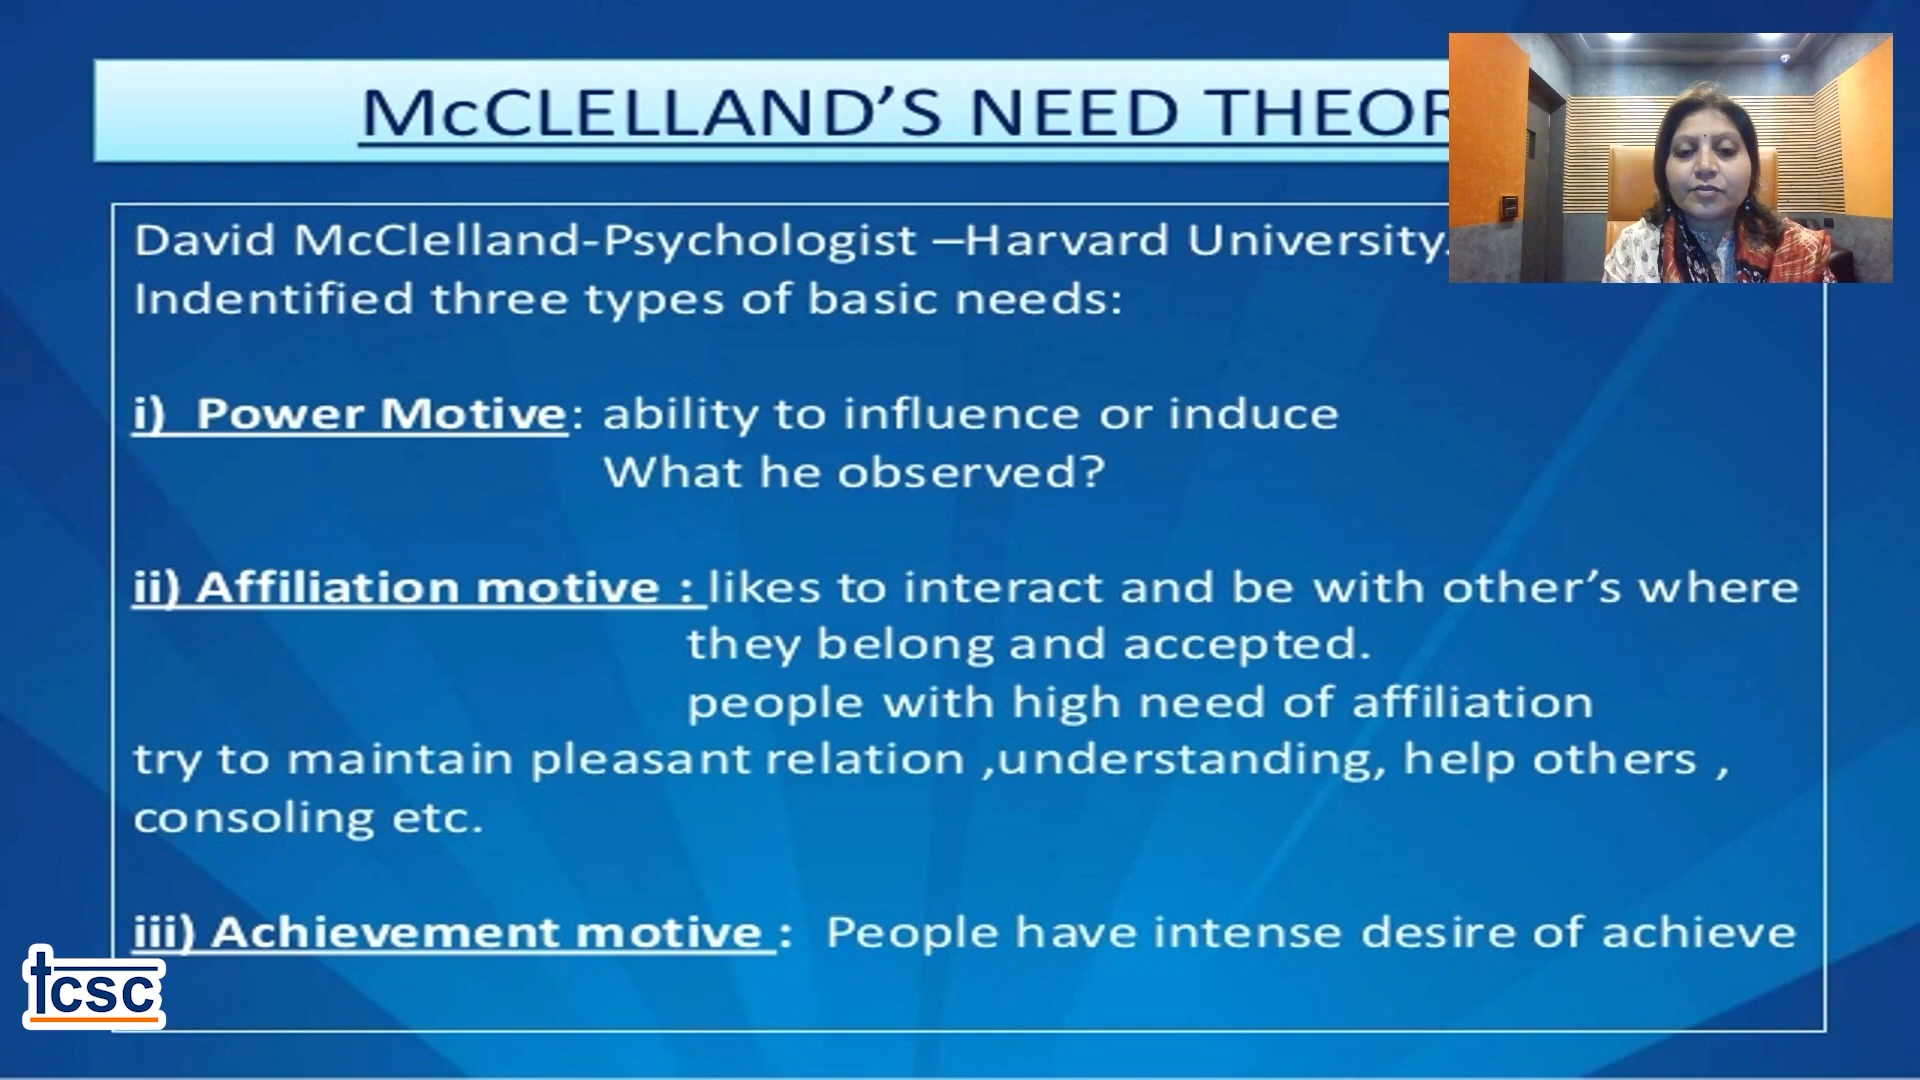 McCLELLAND'S NEED THEOR
David McClelland-Psychologist –Harvard University.
Indentified three types of basic needs:
i) Power Motive: ability to influence or induce
What he observed?
ii) Affiliation motive : likes to interact and be with other's where
they belong and accepted.
people with high need of affiliation
try to maintain pleasant relation ,understanding, help others ,
consoling etc.
iii) Achievement motive : People have intense desire of achieve
tcsc